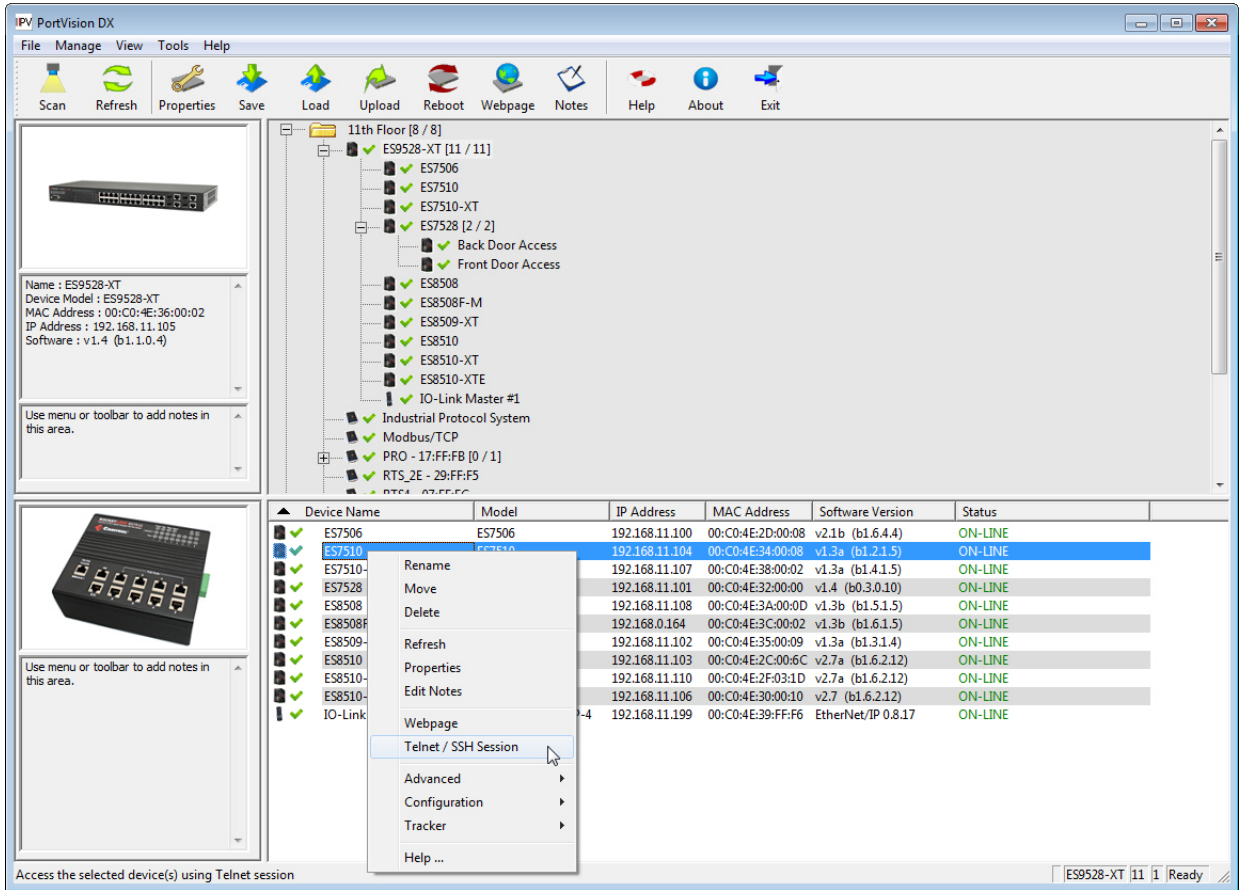 IPV PortVision DX
File Manage View Tools Help
Scan Refresh Properties Save Load Upload Reboot Webpage Notes Help About Exit
11th Floor [8 / 8]
ES9528-XT [11 / 11]
ES7506
ES7510
ES7510-XT
ES7528 [2 / 2]
Back Door Access
Front Door Access
ES8508
ES8508F-M
ES8509-XT
ES8510
ES8510-XT
ES8510-XTE
IO-Link Master #1
Industrial Protocol System
Modbus/TCP
PRO - 17:FF:FB [0 / 1]
RTS_2E - 29:FF:F5
Name : ES9528-XT
Device Model : ES9528-XT
MAC Address : 00:C0:4E:36:00:02
IP Address : 192.168.11.105
Software : v1.4 (b1.1.0.4)
Use menu or toolbar to add notes in
this area.
Device Name Model IP Address MAC Address Software Version Status
ES7506 ES7506 192.168.11.100 00:C0:4E:2D:00:08 v2.1b (b1.6.4.4) ON-LINE
ES7510 ES7510 192.168.11.104 00:C0:4E:34:00:08 v1.3a (b1.2.1.5) ON-LINE
ES7510- 192.168.11.107 00:C0:4E:38:00:02 v1.3a (b1.4.1.5) ON-LINE
ES7528 192.168.11.101 00:C0:4E:32:00:00 v1.4 (b0.3.0.10) ON-LINE
ES8508 192.168.11.108 00:C0:4E:3A:00:0D v1.3b (b1.5.1.5) ON-LINE
ES8508F 192.168.0.164 00:C0:4E:3C:00:02 v1.3b (b1.6.1.5) ON-LINE
ES8509- 192.168.11.102 00:C0:4E:35:00:09 v1.3a (b1.3.1.4) ON-LINE
ES8510 192.168.11.103 00:C0:4E:2C:00:6C v2.7a (b1.6.2.12) ON-LINE
ES8510- 192.168.11.110 00:C0:4E:2F:03:1D v2.7a (b1.6.2.12) ON-LINE
ES8510- 192.168.11.106 00:C0:4E:30:00:10 v2.7 (b1.6.2.12) ON-LINE
IO-Link P-4 192.168.11.199 00:C0:4E:39:FF:F6 EtherNet/IP 0.8.17 ON-LINE
Rename
Move
Delete
Refresh
Properties
Edit Notes
Webpage
Telnet / SSH Session
Advanced
Configuration
Tracker
Help ...
Use menu or toolbar to add notes in
this area.
Access the selected device(s) using Telnet session
ES9528-XT 11 1 Ready